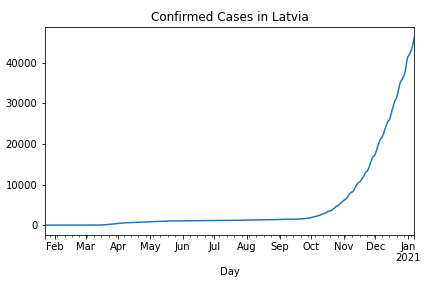 Confirmed Cases in Latvia
40000
30000
20000
10000
0
Feb Mar Apr May Jun Jul Aug Sep Oct Nov Dec Jan
2021
Day